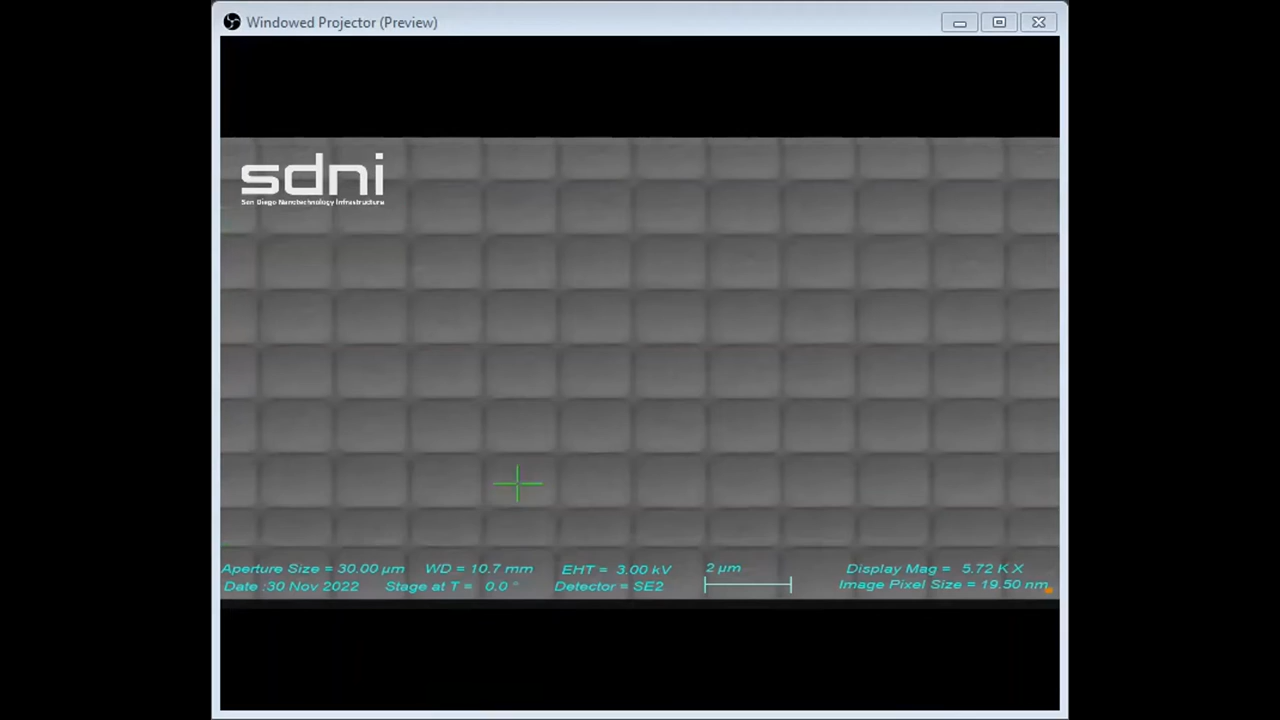 Windowed Projector (Preview)
sdni
San Diego Nanotechnology Infrastructure
Aperture Size = 30.00 µm WD = 10.7 mm EHT = 3.00 kV 2 µm Display Mag = 5.72 K X
Date :30 Nov 2022 Stage at T = 0.0 ° Detector = SE2 Image Pixel Size = 19.50 nm